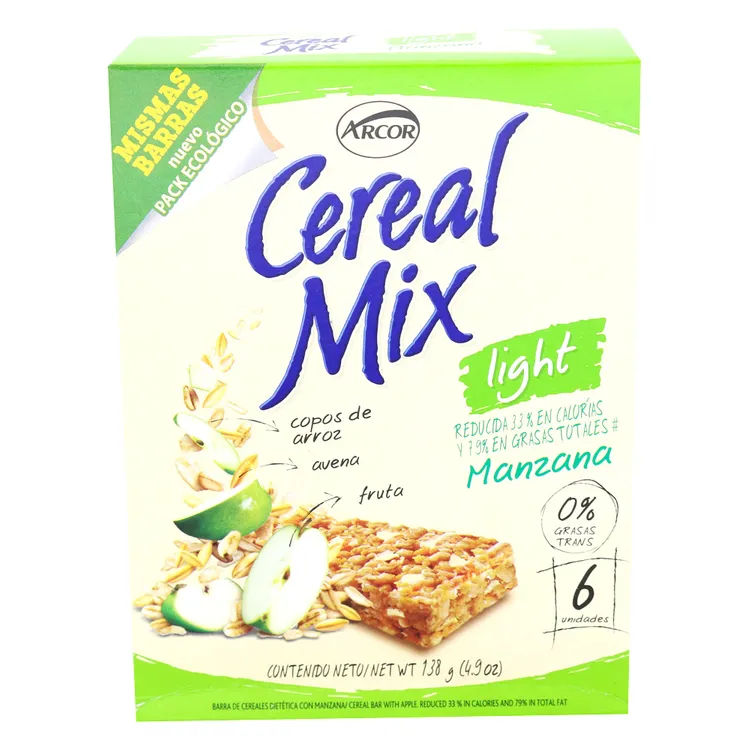 Cereal
Mix
light
Manzana
MISMAS
BARRAS
nuevo
PACK ECOLÓGICO
ARCOR
Cereal
Mix
light
REDUCIDA 33% EN CALORÍAS
Y 79% EN GRASAS TOTALES #
Manzana
copos de
arroz
avena
fruta
0%
GRASAS
TRANS
6
unidades
CONTENIDO NETO/NET WT 138 g (4.9 oz)
BARRA DE CEREALES DIETÉTICA CON MANZANA/ CEREAL BAR WITH APPLE. REDUCED 33 % IN CALORIES AND 79% IN TOTAL FAT